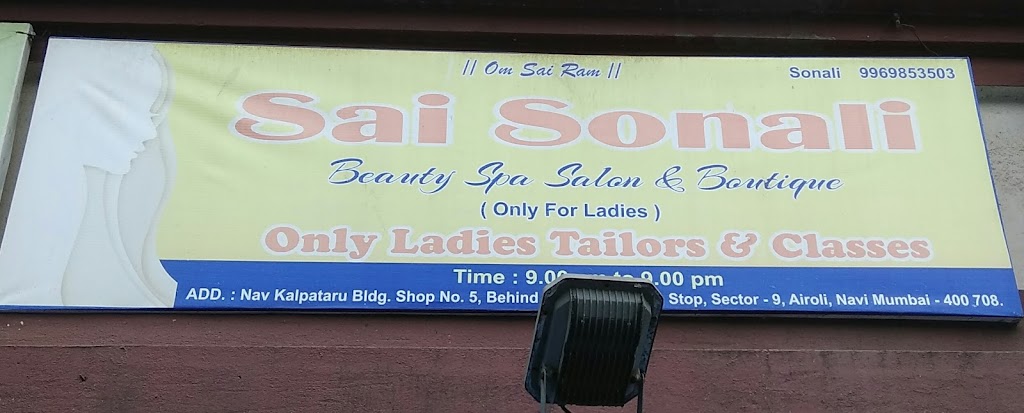 || Om Sai Ram ||
Sonali 9969853503
Sai Sonali
Beauty Spa Salon & Boutique
( Only For Ladies )
Only Ladies Tailors & Classes
Time : 9.00 to 9.00 pm
ADD. : Nav Kalpataru Bldg. Shop No. 5, Behind Stop, Sector - 9, Airoli, Navi Mumbai - 400 708.